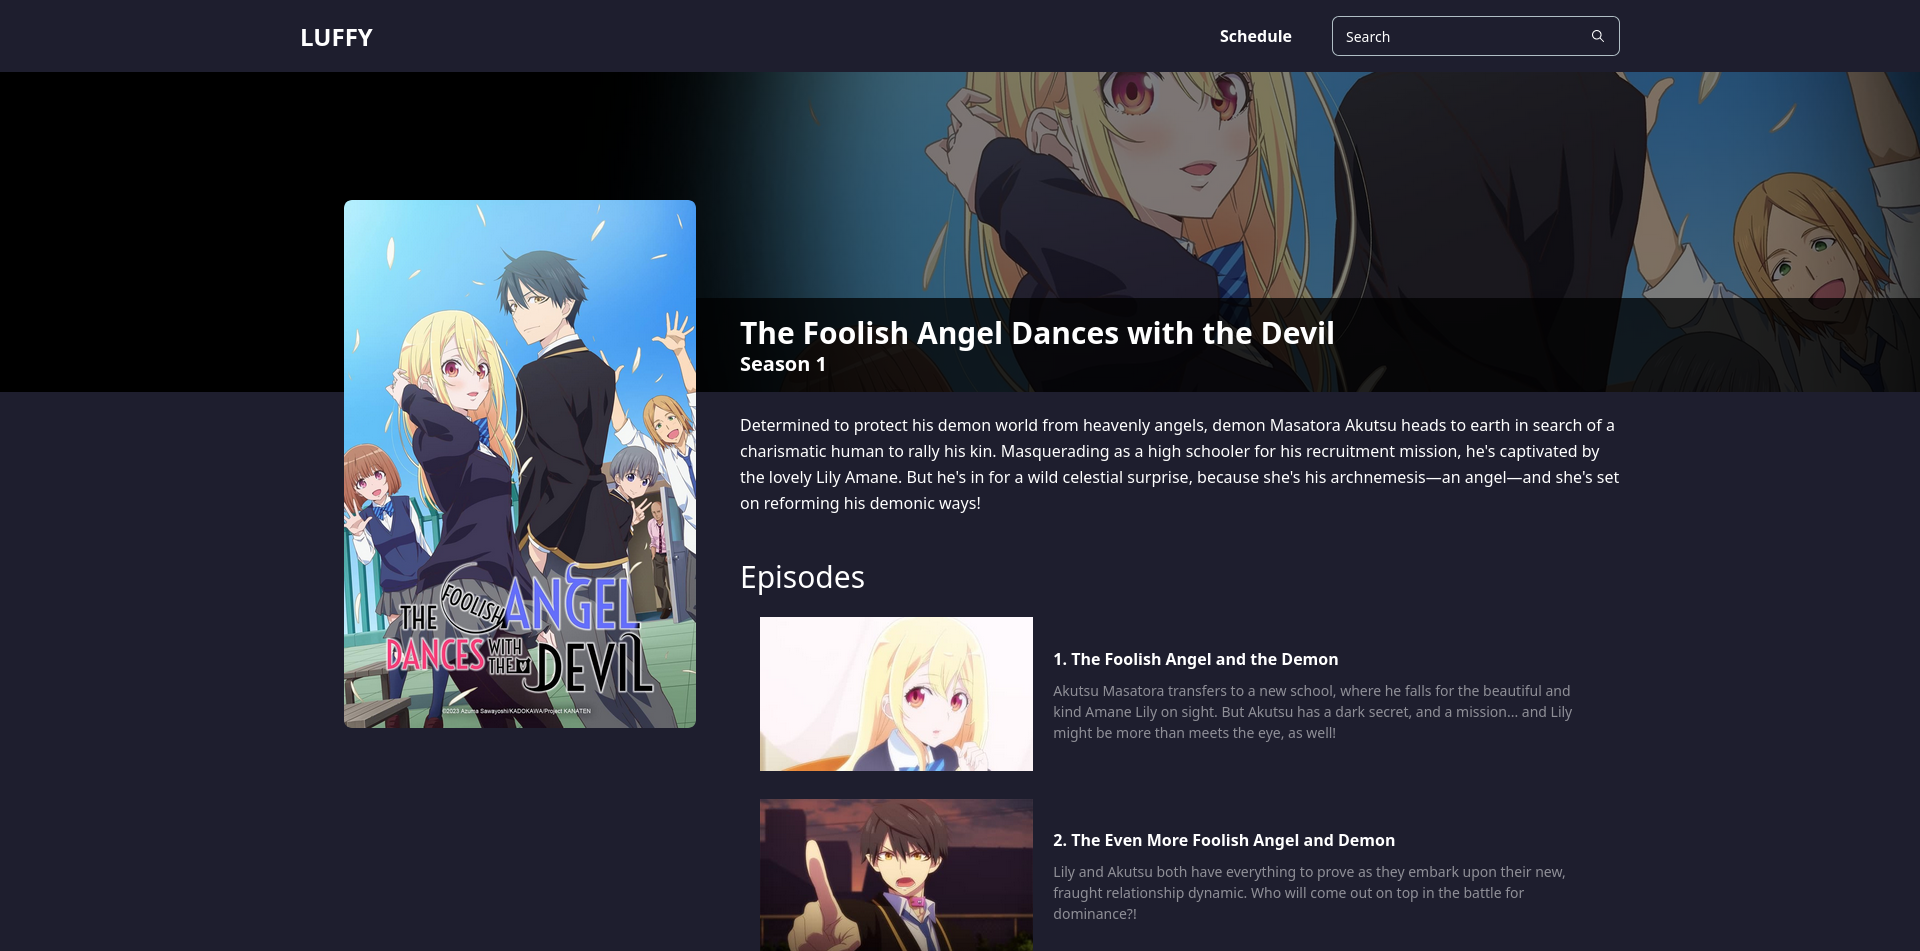 LUFFY
Schedule
Search
The Foolish Angel Dances with the Devil
Season 1
THE FOOLISH ANGEL
DANCES WITH THE DEVIL
©2023 Azuma Sawayoshi/KADOKAWA/Project KANATEN
Determined to protect his demon world from heavenly angels, demon Masatora Akutsu heads to earth in search of a
charismatic human to rally his kin. Masquerading as a high schooler for his recruitment mission, he's captivated by
the lovely Lily Amane. But he's in for a wild celestial surprise, because she's his archnemesis—an angel—and she's set
on reforming his demonic ways!
Episodes
1. The Foolish Angel and the Demon
Akutsu Masatora transfers to a new school, where he falls for the beautiful and
kind Amane Lily on sight. But Akutsu has a dark secret, and a mission... and Lily
might be more than meets the eye, as well!
2. The Even More Foolish Angel and Demon
Lily and Akutsu both have everything to prove as they embark upon their new,
fraught relationship dynamic. Who will come out on top in the battle for
dominance?!